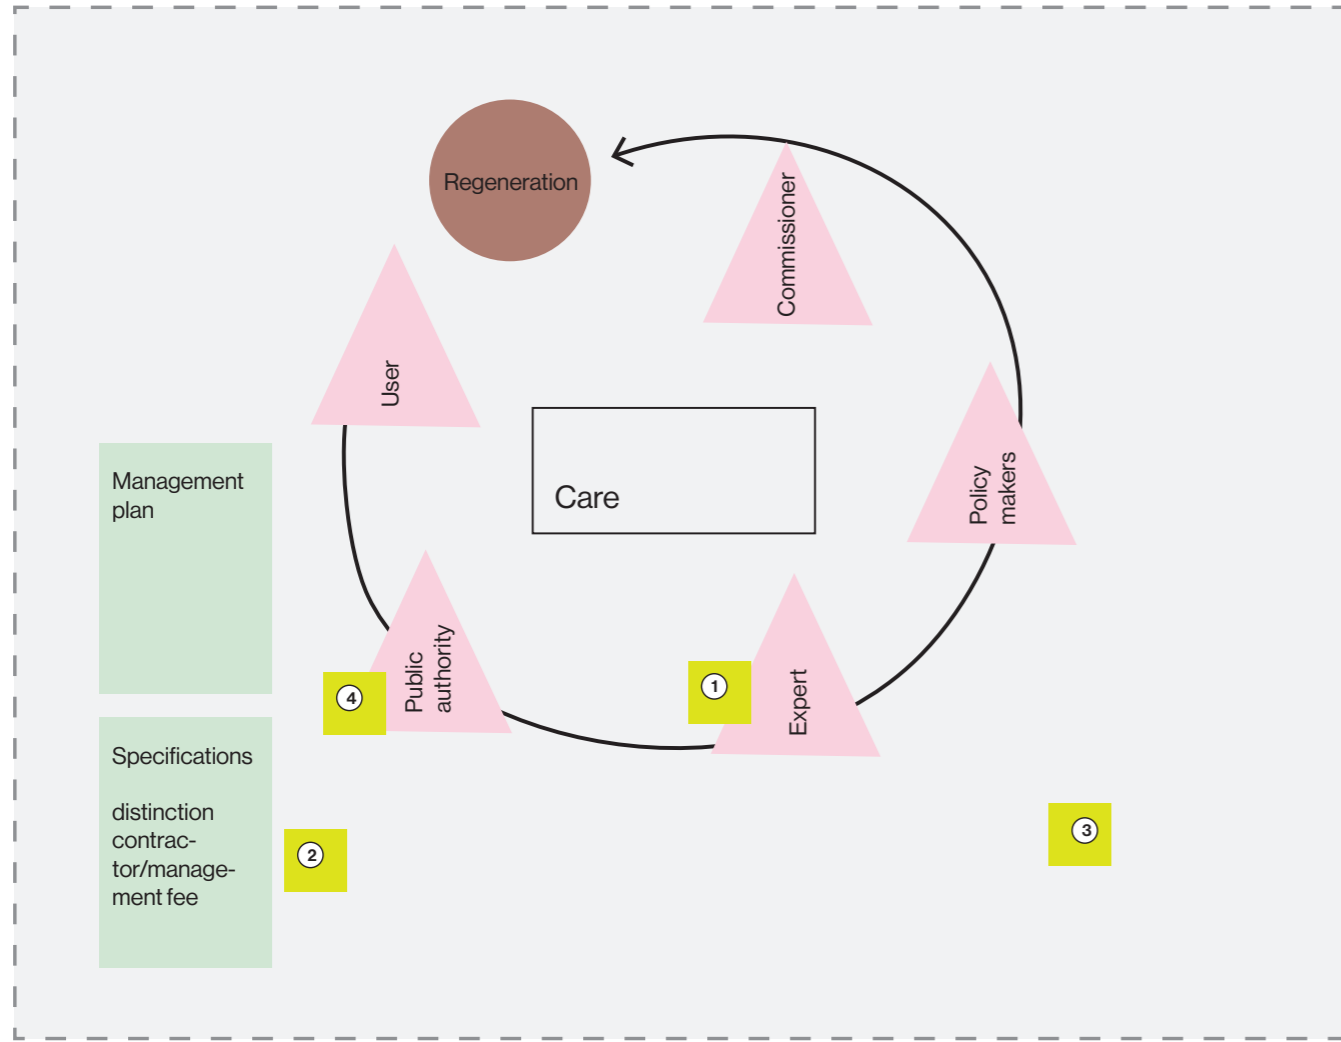 Regeneration
Commissioner
User
Policy
makers
Care
Management
plan
Public
authority
Expert
1
4
Specifications
distinction
contrac-
tor/manage-
ment fee
2
3